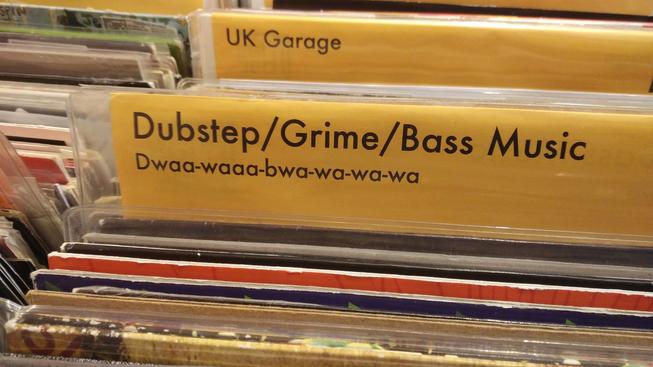 UK Garage
Dubstep/Grime/Bass Music
Dwaa-waaa-bwa-wa-wa-wa